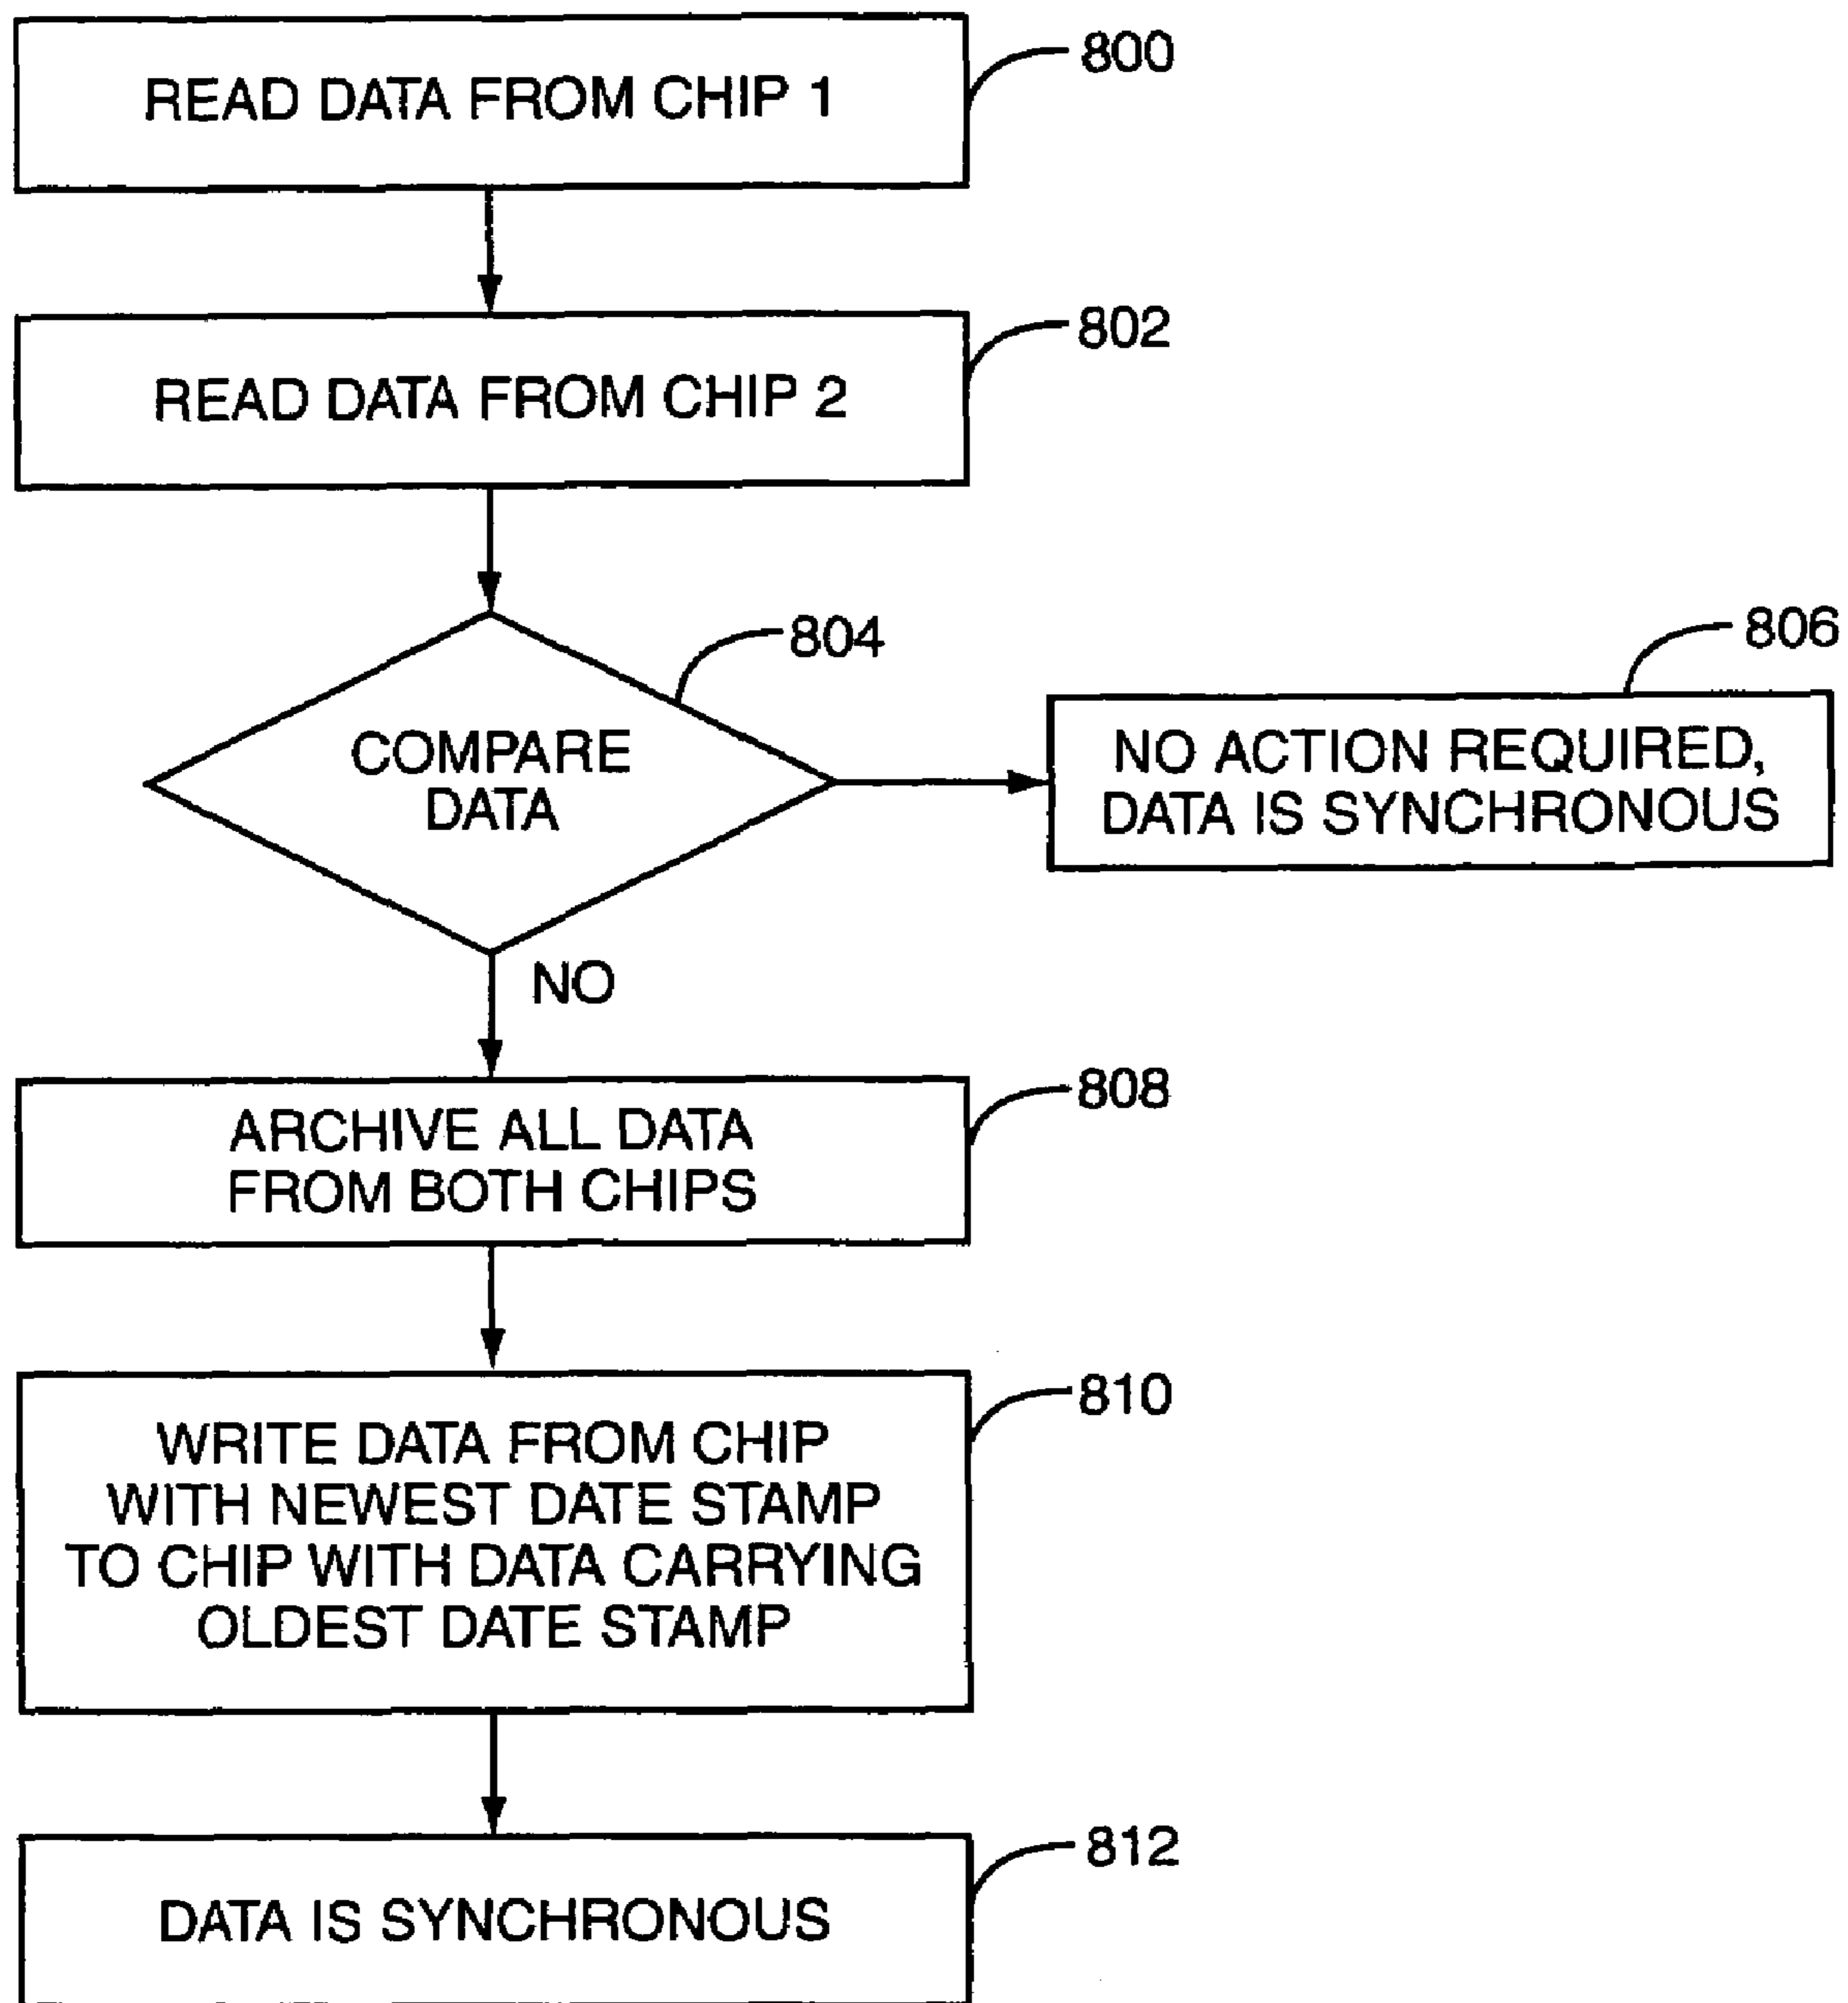 READ DATA FROM CHIP 1
800
READ DATA FROM CHIP 2
802
COMPARE
DATA
804
NO ACTION REQUIRED,
DATA IS SYNCHRONOUS
806
NO
ARCHIVE ALL DATA
FROM BOTH CHIPS
808
WRITE DATA FROM CHIP
WITH NEWEST DATE STAMP
TO CHIP WITH DATA CARRYING
OLDEST DATE STAMP
810
DATA IS SYNCHRONOUS
812